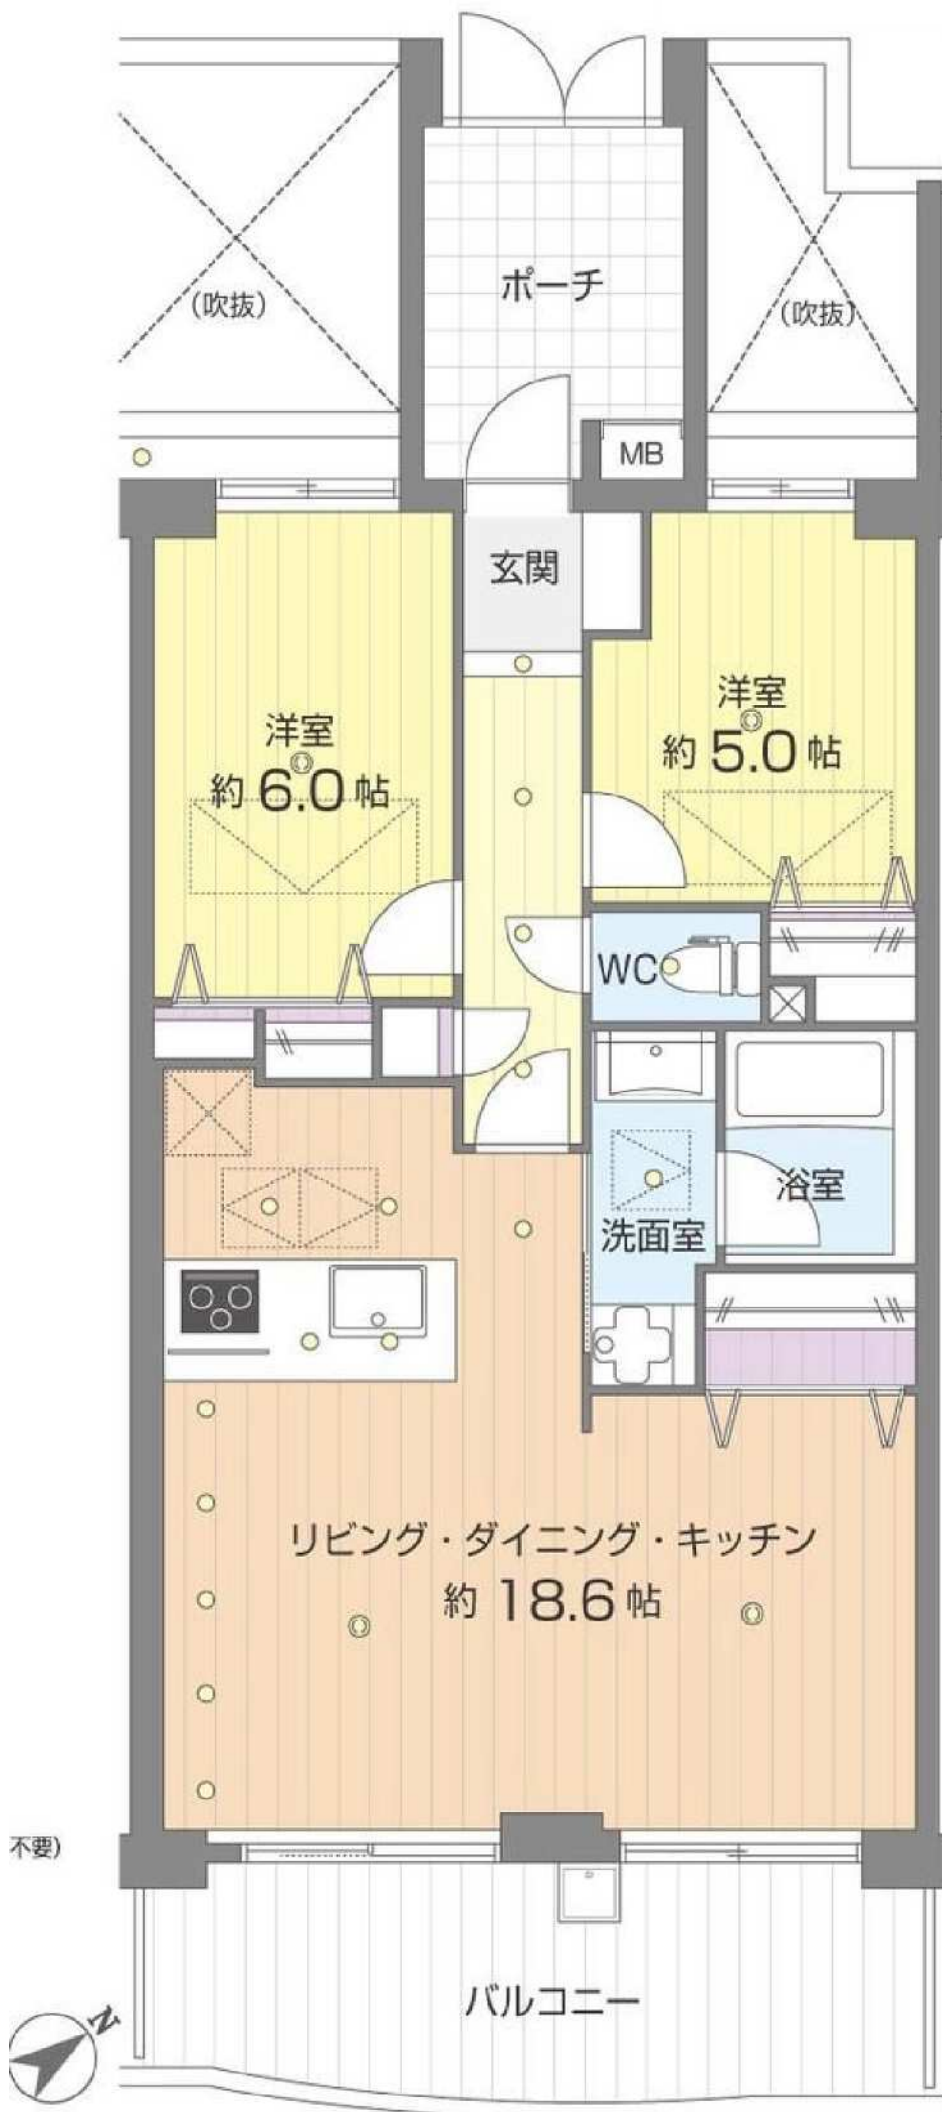 ポーチ
(吹抜)
(吹抜)
MB
玄関
洋室
約 5.0 帖
洋室
約 6.0 帖
WC
浴室
洗面室
リビング・ダイニング・キッチン
約 18.6 帖
不要)
バルコニー
N